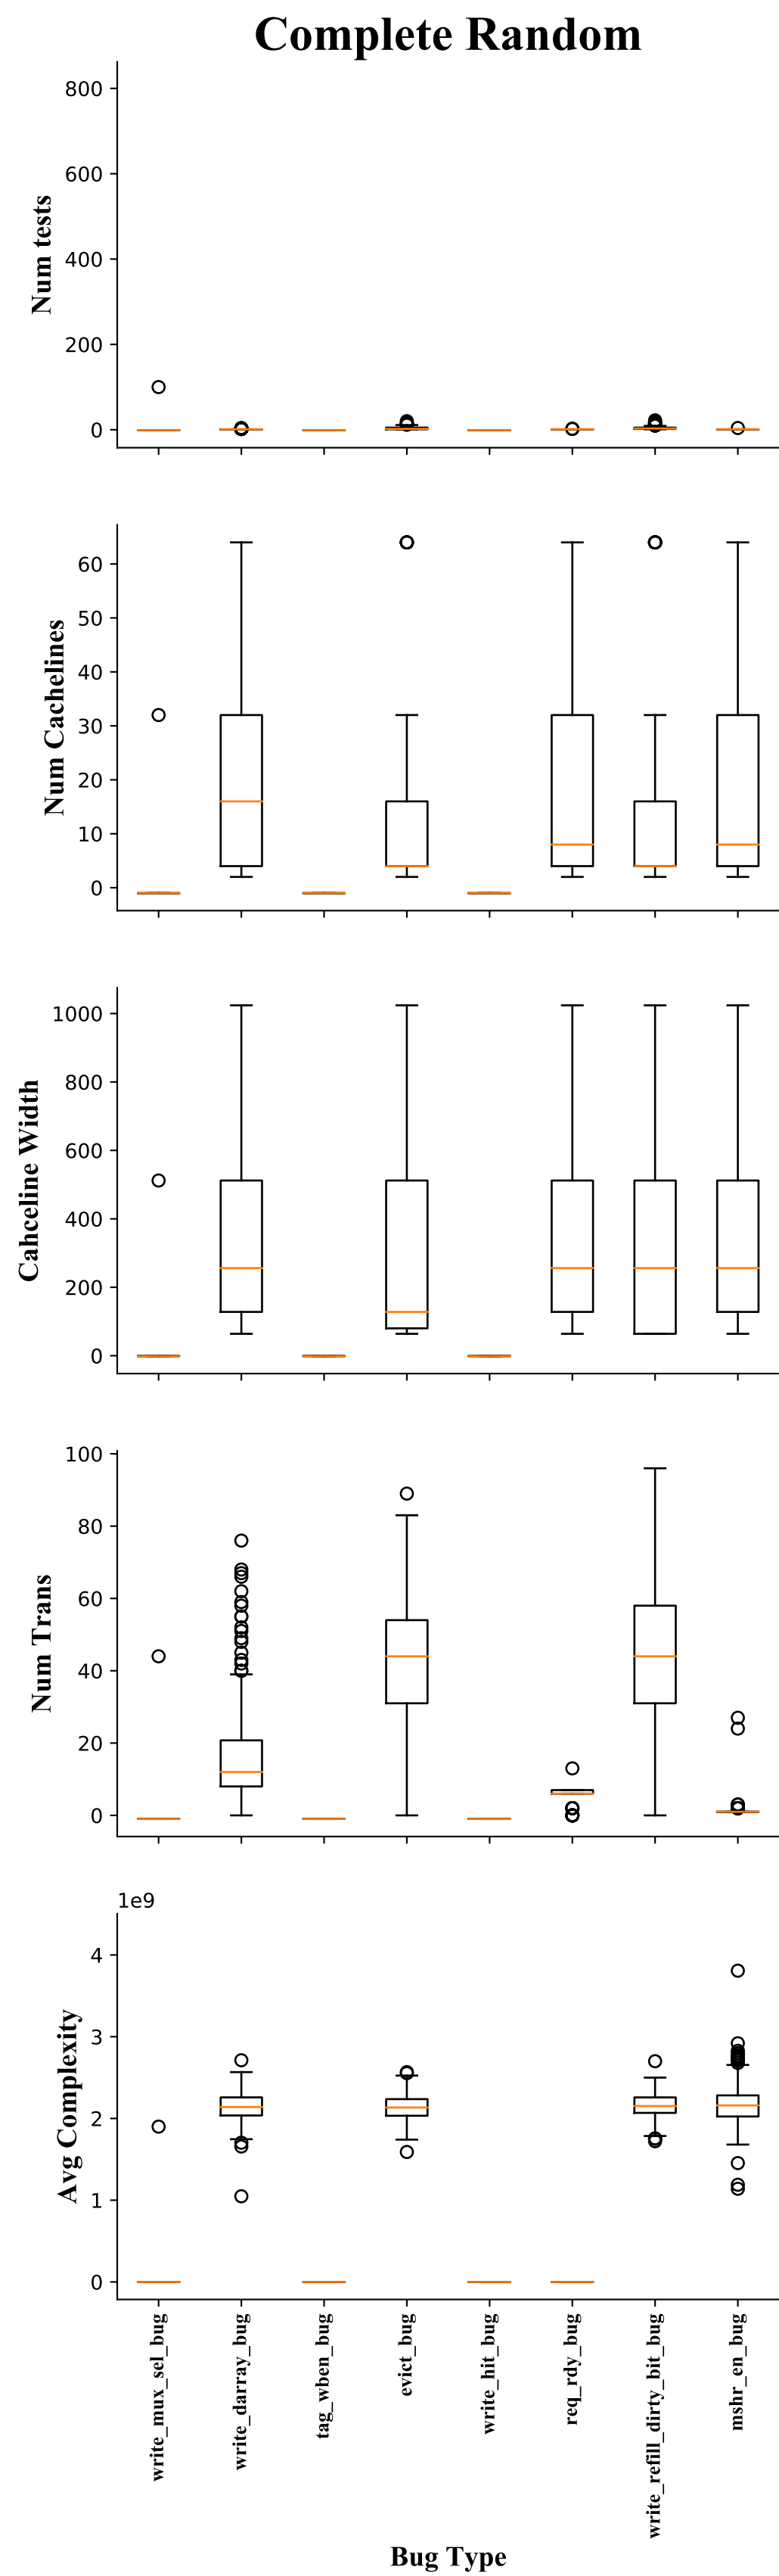 Complete Random
Num tests
800
600
400
200
0
Num Cachelines
60
50
40
30
20
10
0
Cahceline Width
1000
800
600
400
200
0
Num Trans
100
80
60
40
20
0
1e9
Avg Complexity
4
3
2
1
0
write_mux_sel_bug
write_darray_bug
tag_wben_bug
evict_bug
write_hit_bug
req_rdy_bug
write_refill_dirty_bit_bug
mshr_en_bug
Bug Type